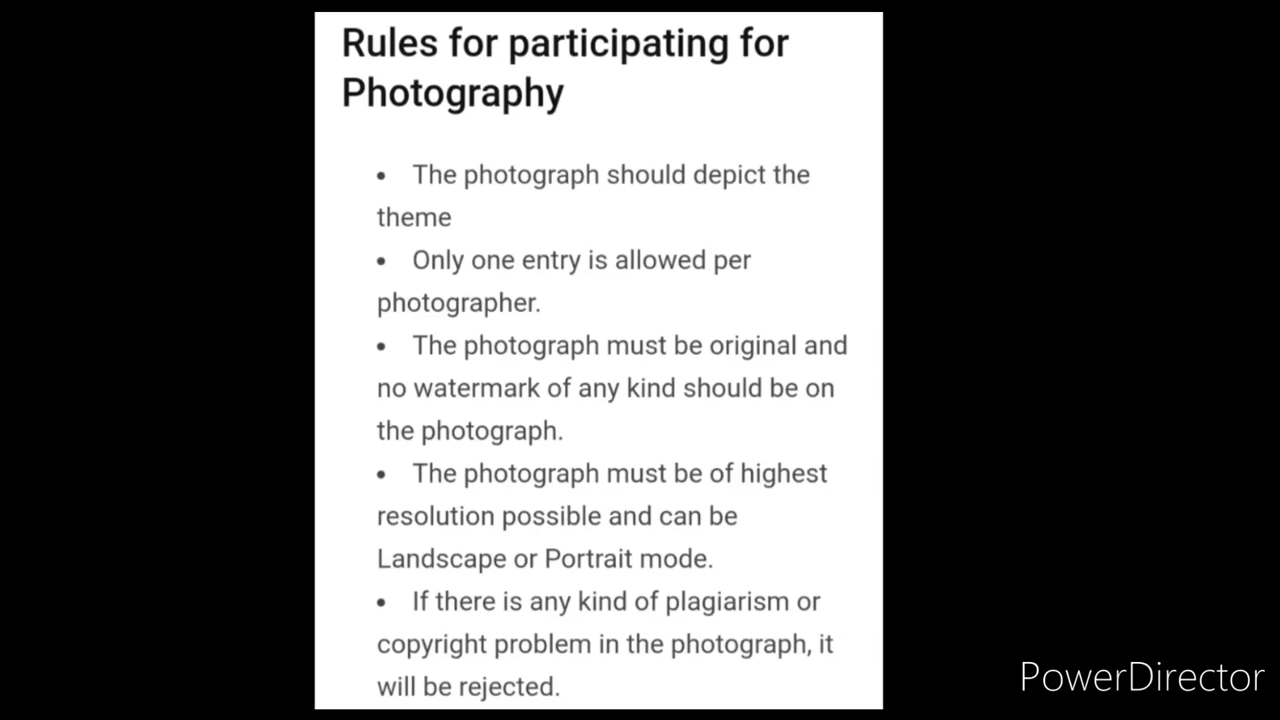 Rules for participating for
Photography
• The photograph should depict the
theme
• Only one entry is allowed per
photographer.
• The photograph must be original and
no watermark of any kind should be on
the photograph.
• The photograph must be of highest
resolution possible and can be
Landscape or Portrait mode.
• If there is any kind of plagiarism or
copyright problem in the photograph, it
will be rejected.
PowerDirector